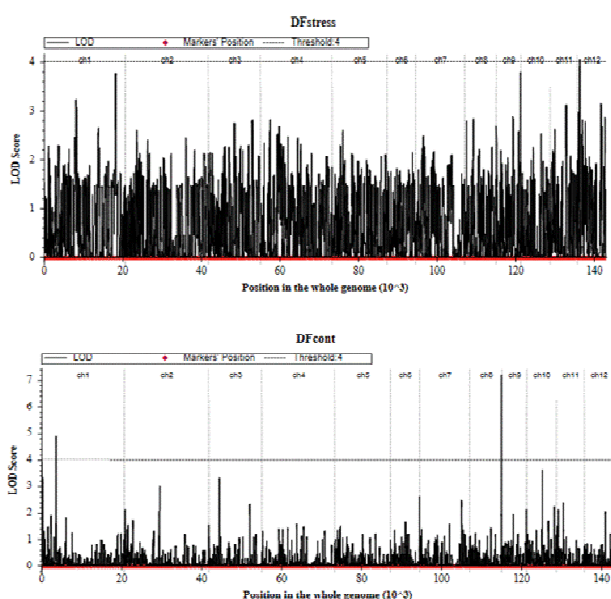 DFstress
LOD Markers' Position Threshold:4
4 ch1 ch2 ch3 ch4 ch5 ch6 ch7 ch8 ch9 ch10 ch11 ch12
3
2
1
0
LOD Score
0 20 40 60 80 100 120 140
Position in the whole genome (10^3)
DFcont
LOD Markers' Position Threshold:4
7 ch1 ch2 ch3 ch4 ch5 ch6 ch7 ch8 ch9 ch10 ch11 ch12
6
5
4
3
2
1
0
LOD Score
0 20 40 60 80 100 120 140
Position in the whole genome (10^3)